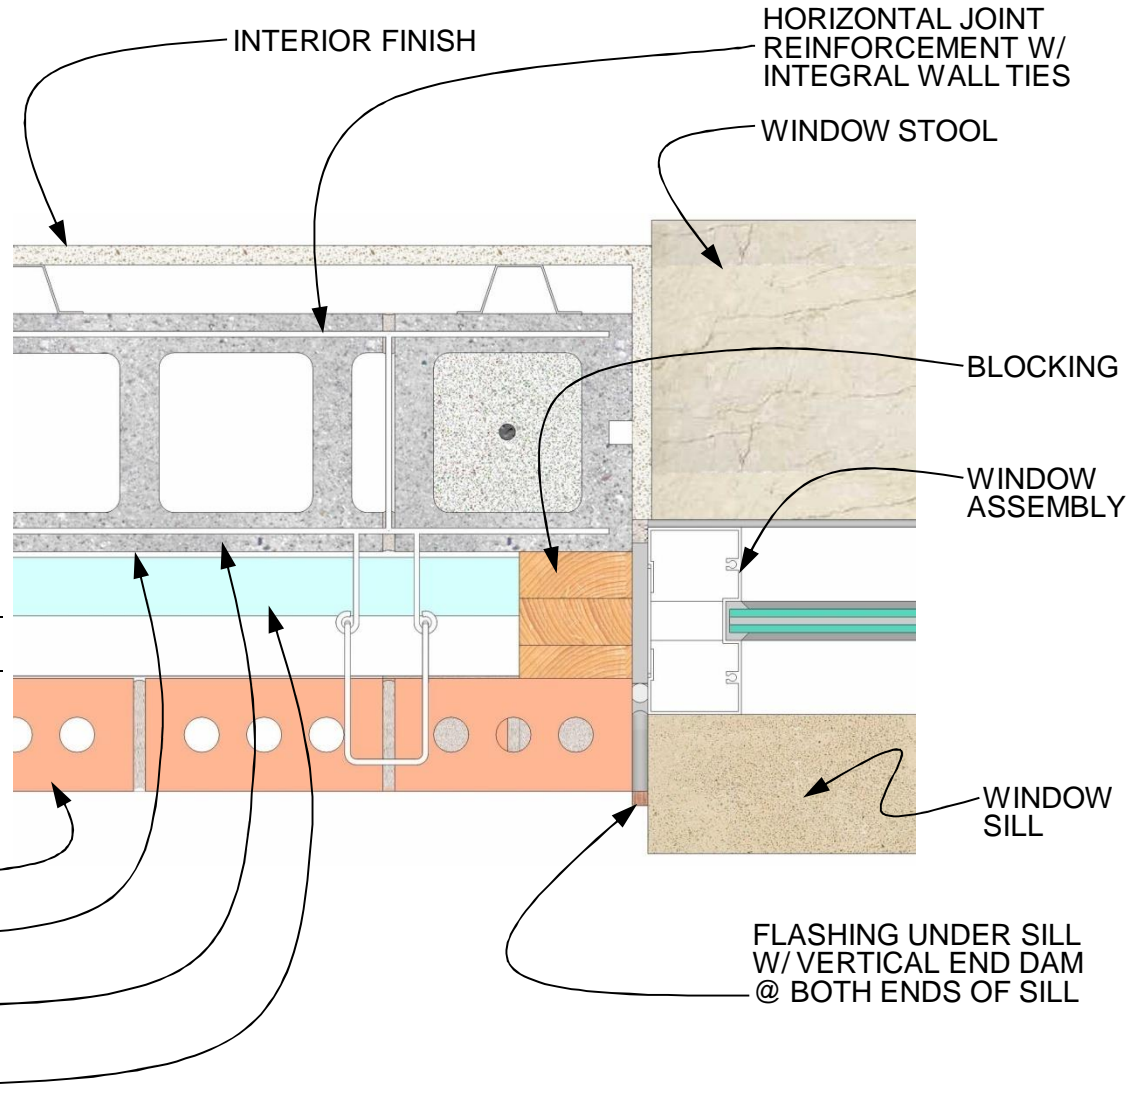 INTERIOR FINISH
HORIZONTAL JOINT
REINFORCEMENT W/
INTEGRAL WALL TIES
WINDOW STOOL
BLOCKING
WINDOW
ASSEMBLY
WINDOW
SILL
FLASHING UNDER SILL
W/ VERTICAL END DAM
@ BOTH ENDS OF SILL